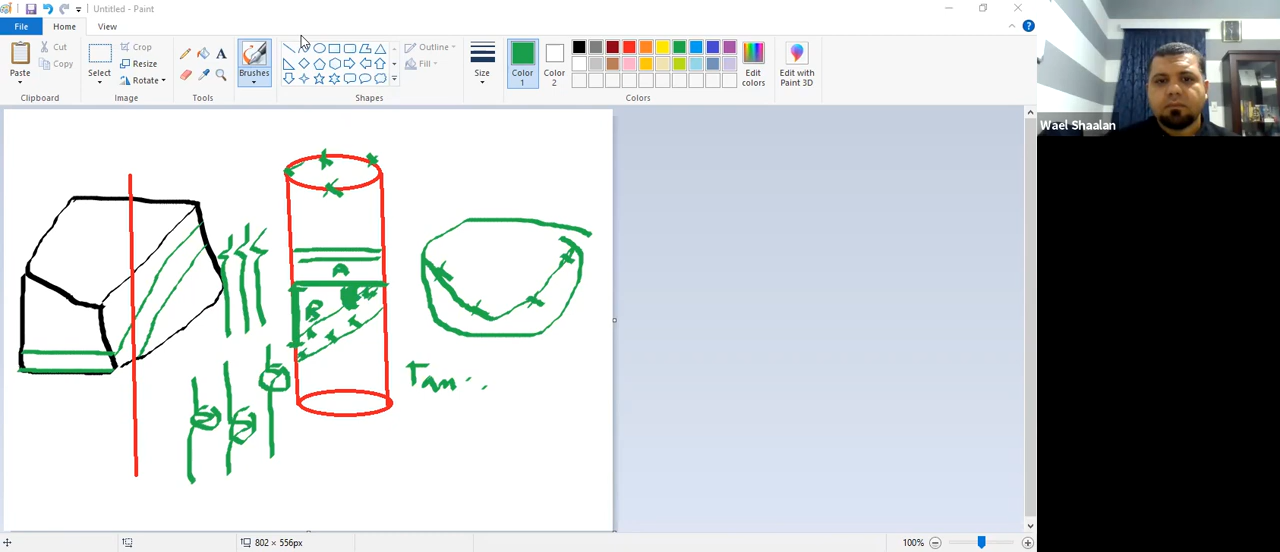 Untitled - Paint
File Home View
Paste
Cut
Copy
Clipboard
Select
Crop
Resize
Rotate
Image
Tools
Brushes
Shapes
Outline
Fill
Size
Color 1
Color 2
Edit colors
Colors
Edit with Paint 3D
Wael Shaalan
A
B
Tan
802 × 556px
100%